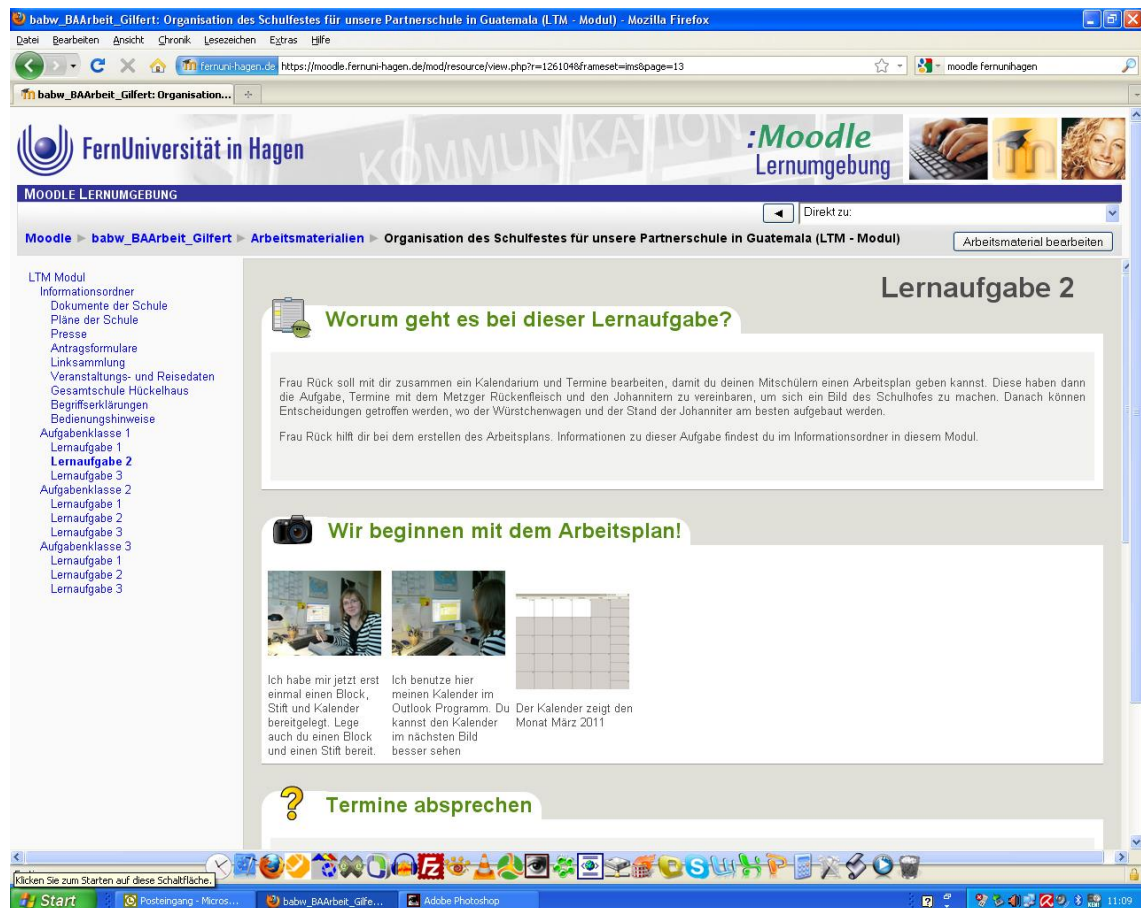 babw_BAArbeit_Gilfert: Organisation des Schulfestes für unsere Partnerschule in Guatemala (LTM - Modul) - Mozilla Firefox
Datei Bearbeiten Ansicht Chronik Lesezeichen Extras Hilfe
fernuni-hagen.de https://moodle.fernuni-hagen.de/mod/resource/view.php?r=1261048&frameset=ims&page=13
moodle fernunihagen
babw_BAArbeit_Gilfert: Organisation...
FernUniversität in Hagen
KOMMUNIKATION
:Moodle
Lernumgebung
MOODLE LERNUMGEBUNG
Direkt zu:
Moodle ► babw_BAArbeit_Gilfert ► Arbeitsmaterialien ► Organisation des Schulfestes für unsere Partnerschule in Guatemala (LTM - Modul)
Arbeitsmaterial bearbeiten
LTM Modul
Informationsordner
Dokumente der Schule
Pläne der Schule
Presse
Antragsformulare
Linksammlung
Veranstaltungs- und Reisedaten
Gesamtschule Hückelhaus
Begriffserklärungen
Bedienungshinweise
Aufgabenklasse 1
Lernaufgabe 1
Lernaufgabe 2
Lernaufgabe 3
Aufgabenklasse 2
Lernaufgabe 1
Lernaufgabe 2
Lernaufgabe 3
Aufgabenklasse 3
Lernaufgabe 1
Lernaufgabe 2
Lernaufgabe 3
Lernaufgabe 2
Worum geht es bei dieser Lernaufgabe?
Frau Rück soll mit dir zusammen ein Kalendarium und Termine bearbeiten, damit du deinen Mitschülern einen Arbeitsplan geben kannst. Diese haben dann
die Aufgabe, Termine mit dem Metzger Rückenfleisch und den Johannitern zu vereinbaren, um sich ein Bild des Schulhofes zu machen. Danach können
Entscheidungen getroffen werden, wo der Würstchenwagen und der Stand der Johanniter am besten aufgebaut werden.
Frau Rück hilft dir bei dem erstellen des Arbeitsplans. Informationen zu dieser Aufgabe findest du im Informationsordner in diesem Modul.
Wir beginnen mit dem Arbeitsplan!
Ich habe mir jetzt erst
einmal einen Block,
Stift und Kalender
bereitgelegt. Lege
auch du einen Block
und einen Stift bereit.
Ich benutze hier
meinen Kalender im
Outlook Programm. Du
kannst den Kalender
im nächsten Bild
besser sehen
Der Kalender zeigt den
Monat März 2011
Termine absprechen
Klicken Sie zum Starten auf diese Schaltfläche.
Start
Posteingang - Micros...
babw_BAArbeit_Gilfe...
Adobe Photoshop
11:09